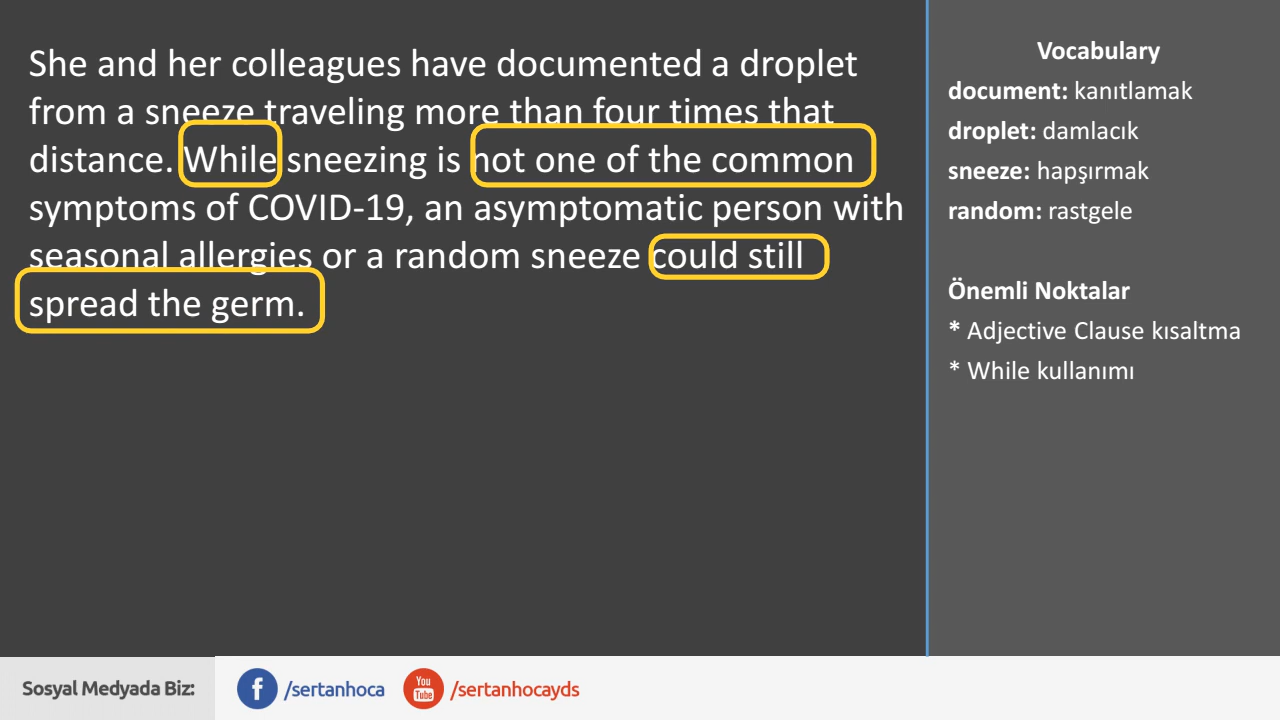 She and her colleagues have documented a droplet
from a sneeze traveling more than four times that
distance. While sneezing is not one of the common
symptoms of COVID-19, an asymptomatic person with
seasonal allergies or a random sneeze could still
spread the germ.
Vocabulary
document: kanıtlamak
droplet: damlacık
sneeze: hapşırmak
random: rastgele
Önemli Noktalar
* Adjective Clause kısaltma
* While kullanımı
Sosyal Medyada Biz:
f /sertanhoca
You
Tube /sertanhocayds